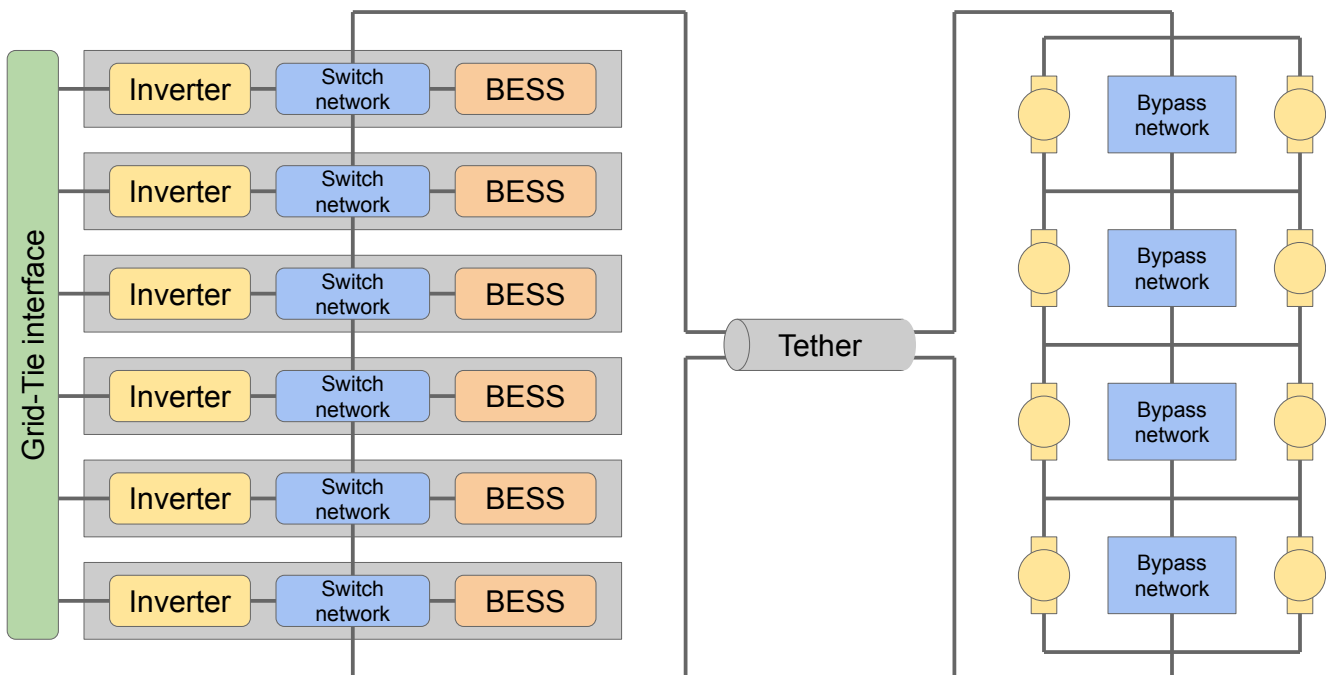 Grid-Tie interface
Inverter
Switch
network
BESS
Inverter
Switch
network
BESS
Inverter
Switch
network
BESS
Inverter
Switch
network
BESS
Inverter
Switch
network
BESS
Inverter
Switch
network
BESS
Tether
Bypass
network
Bypass
network
Bypass
network
Bypass
network